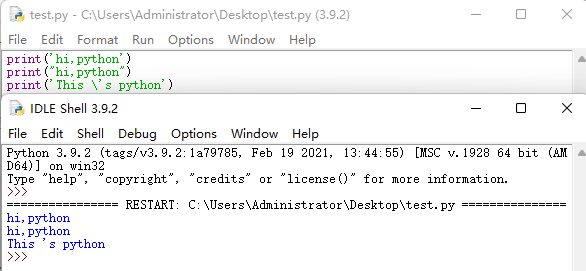 test.py - C:\Users\Administrator\Desktop\test.py (3.9.2)
File Edit Format Run Options Window Help
print('hi,python')
print("hi,python")
print('This \'s python')
IDLE Shell 3.9.2
File Edit Shell Debug Options Window Help
Python 3.9.2 (tags/v3.9.2:1a79785, Feb 19 2021, 13:44:55) [MSC v.1928 64 bit (AM
D64)] on win32
Type "help", "copyright", "credits" or "license()" for more information.
>>>
=============== RESTART: C:\Users\Administrator\Desktop\test.py ===============
hi,python
hi,python
This 's python
>>>